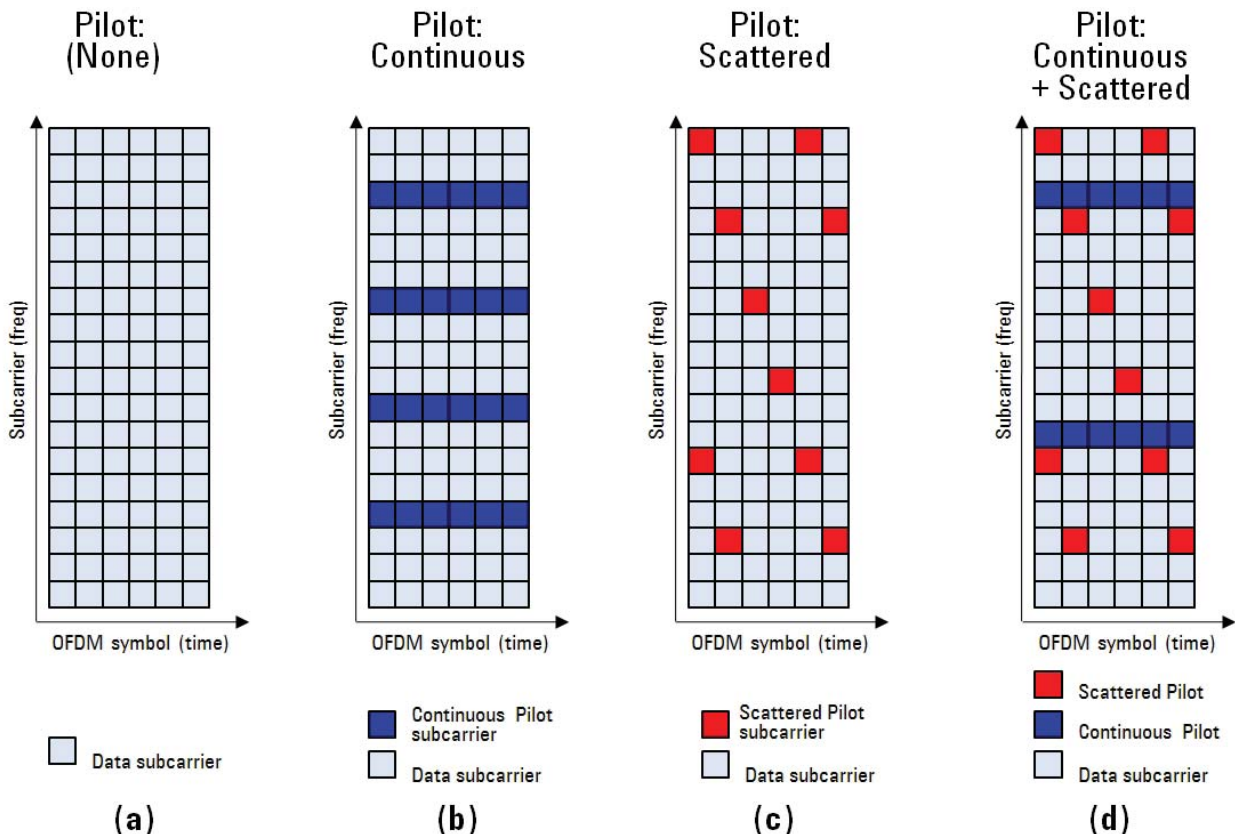 Pilot:
(None)
Subcarrier (freq)
OFDM symbol (time)
Data subcarrier
(a)
Pilot:
Continuous
Subcarrier (freq)
OFDM symbol (time)
Continuous Pilot
subcarrier
Data subcarrier
(b)
Pilot:
Scattered
Subcarrier (freq)
OFDM symbol (time)
Scattered Pilot
subcarrier
Data subcarrier
(c)
Pilot:
Continuous
+ Scattered
Subcarrier (freq)
OFDM symbol (time)
Scattered Pilot
Continuous Pilot
Data subcarrier
(d)